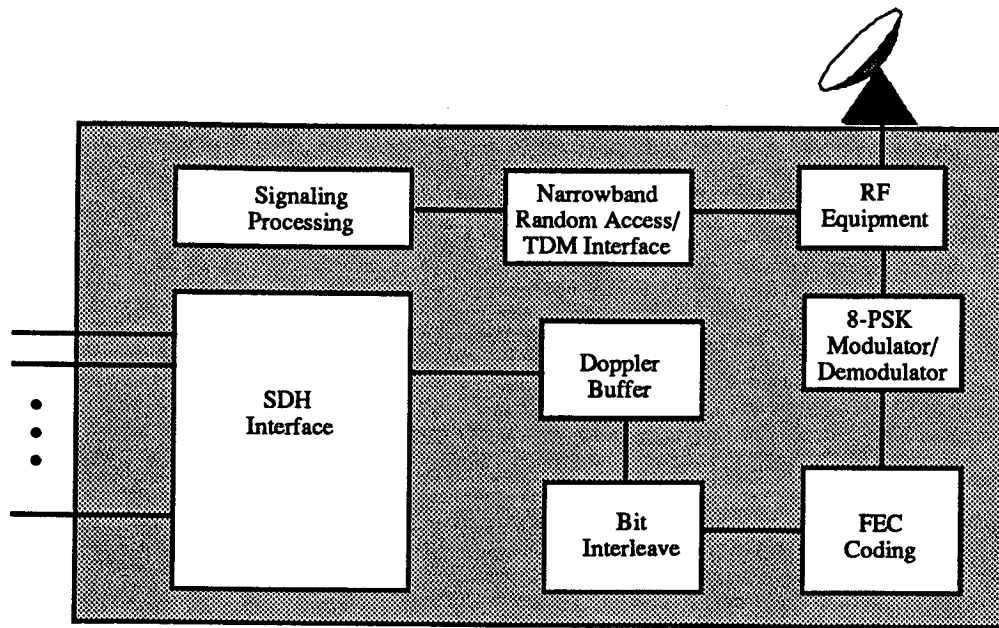 Signaling
Processing
Narrowband
Random Access/
TDM Interface
RF
Equipment
SDH
Interface
Doppler
Buffer
8-PSK
Modulator/
Demodulator
Bit
Interleave
FEC
Coding